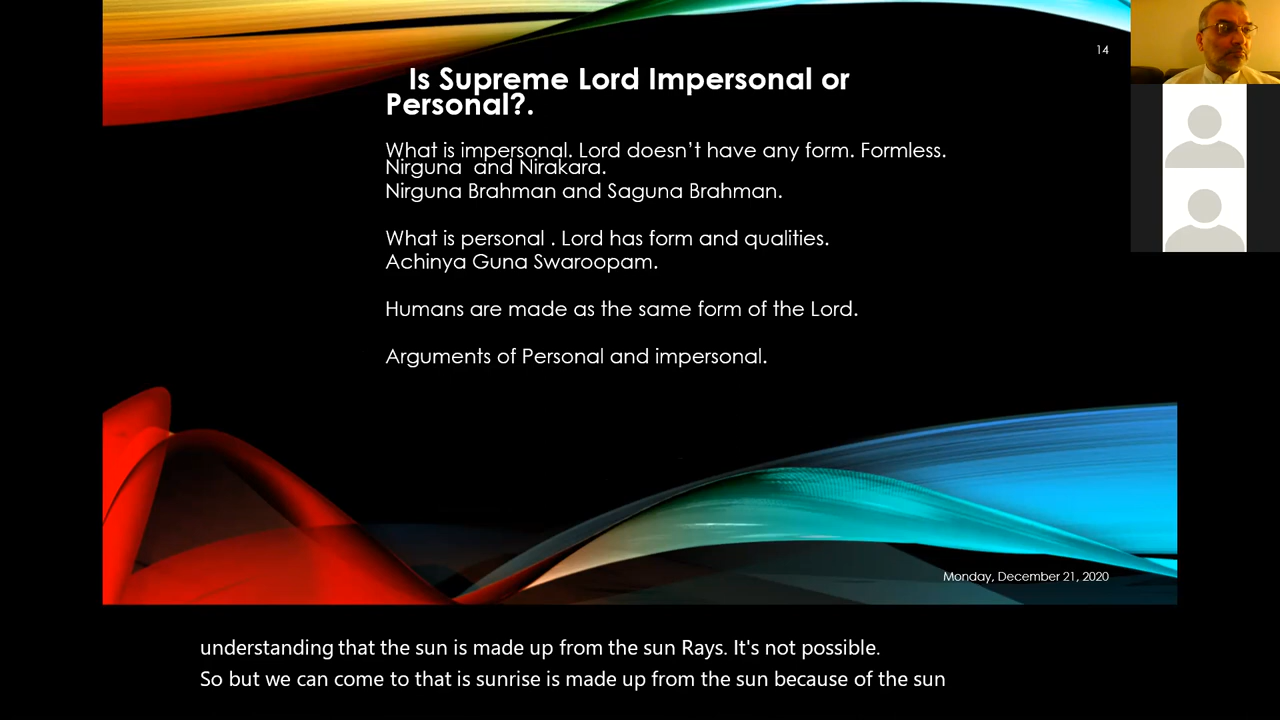 14
Is Supreme Lord Impersonal or
Personal?.
What is impersonal. Lord doesn’t have any form. Formless.
Nirguna and Nirakara.
Nirguna Brahman and Saguna Brahman.
What is personal . Lord has form and qualities.
Achinya Guna Swaroopam.
Humans are made as the same form of the Lord.
Arguments of Personal and impersonal.
Monday, December 21, 2020
understanding that the sun is made up from the sun Rays. It's not possible.
So but we can come to that is sunrise is made up from the sun because of the sun